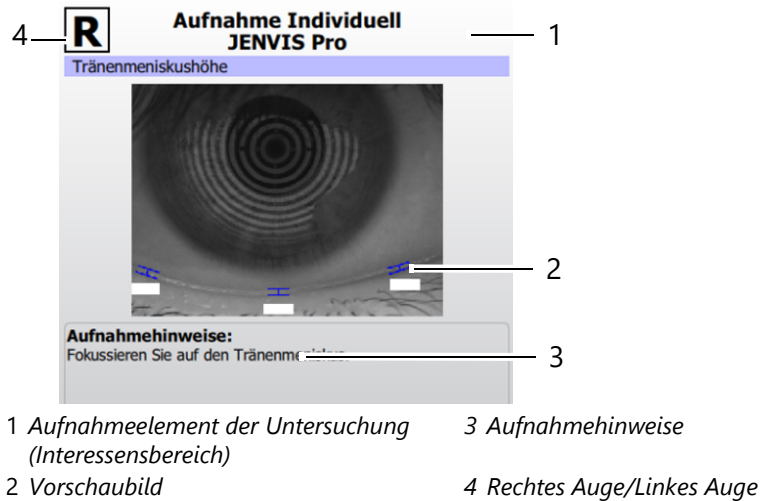 4
R
Aufnahme Individuell
JENVIS Pro
1
Tränenmeniskushöhe
2
Aufnahmehinweise:
Fokussieren Sie auf den
3
1 Aufnahmeelement der Untersuchung
(Interessensbereich)
3 Aufnahmehinweise
2 Vorschaubild
4 Rechtes Auge/Linkes Auge